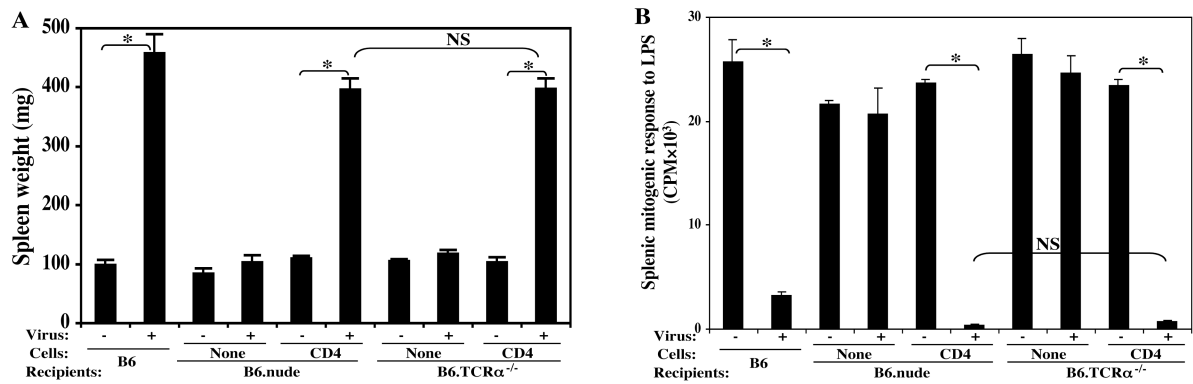 A
Spleen weight (mg)
500
400
300
200
100
0
*
*
NS
*
Virus: - + - + - + - + - +
Cells: None CD4 None CD4
Recipients: B6 B6.nude B6.TCRα-/-
B
Splenic mitogenic response to LPS
(CPM×10³)
30
20
10
0
*
*
*
NS
Virus: - + - + - + - + - +
Cells: None CD4 None CD4
Recipients: B6 B6.nude B6.TCRα-/-